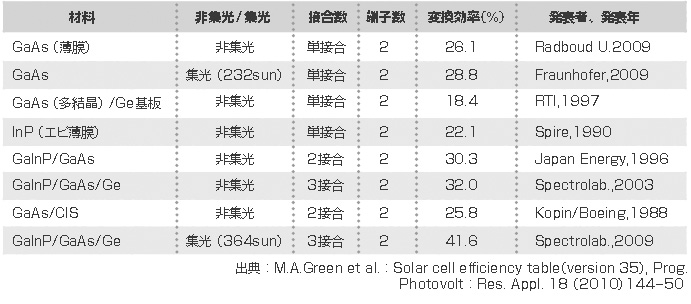 材料 非集光/集光 接合数 端子数 変換効率(%) 発表者、発表年
GaAs(薄膜) 非集光 単接合 2 26.1 Radboud U.2009
GaAs 集光(232sun) 単接合 2 28.8 Fraunhofer,2009
GaAs(多結晶)/Ge基板 非集光 単接合 2 18.4 RTI,1997
InP(エピ薄膜) 非集光 単接合 2 22.1 Spire,1990
GaInP/GaAs 非集光 2接合 2 30.3 Japan Energy,1996
GaInP/GaAs/Ge 非集光 3接合 2 32.0 Spectrolab.,2003
GaAs/CIS 非集光 2接合 2 25.8 Kopin/Boeing,1988
GaInP/GaAs/Ge 集光(364sun) 3接合 2 41.6 Spectrolab.,2009
出典:M.A.Green et al.:Solar cell efficiency table(version 35), Prog.
Photovolt:Res. Appl. 18 (2010)144-50